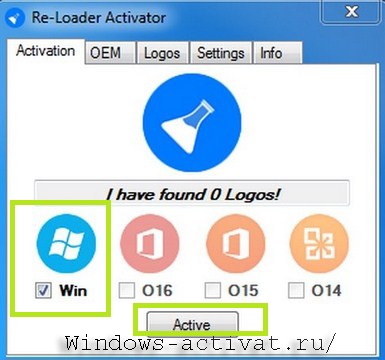 Re-Loader Activator
Activation OEM Logos Settings Info
I have found 0 Logos!
Win O16 O15 O14
Active
Windows-activat.ru/